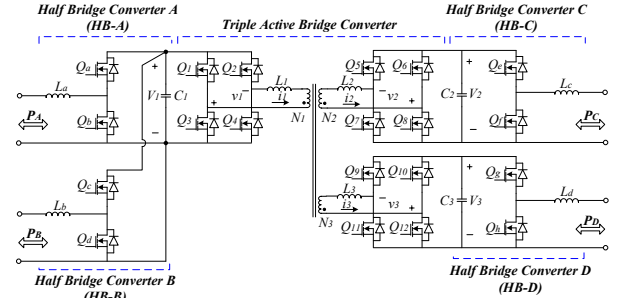 Half Bridge Converter A
(HB-A)
Triple Active Bridge Converter
Half Bridge Converter C
(HB-C)
Qa
Q1
Q2
Q5
Q6
Qe
La
+
V1
C1
L1
L2
C2
V2
+
Lc
v1
i1
i2
v2
PA
Qb
Q3
Q4
N1
N2
Q7
Q8
Qf
PC
Qc
Q9
Q10
Qg
Lb
L3
i3
v3
C3
V3
+
Ld
PB
Qd
N3
Q11
Q12
Qh
PD
Half Bridge Converter B
(HB-B)
Half Bridge Converter D
(HB-D)